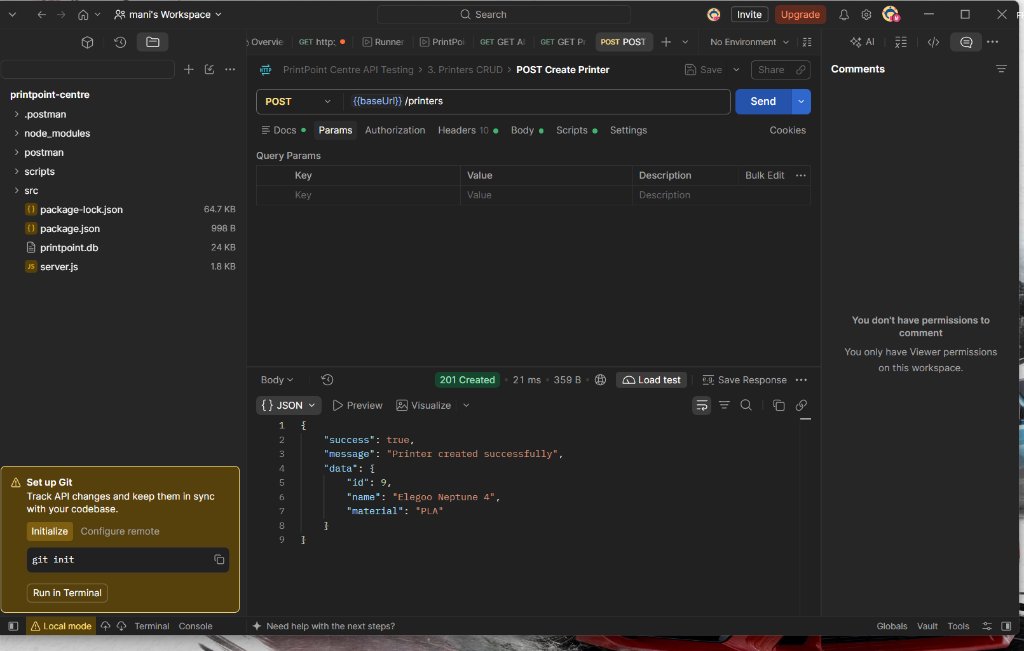 mani's Workspace
Search
Invite
Upgrade
Overvie
GET http:
Runner
PrintPoi
GET GET Al
GET GET Pr
POST POST
No Environment
AI
printpoint-centre
.postman
node_modules
postman
scripts
src
package-lock.json 64.7 KB
package.json 998 B
printpoint.db 24 KB
server.js 1.8 KB
Set up Git
Track API changes and keep them in sync
with your codebase.
Initialize
Configure remote
git init
Run in Terminal
PrintPoint Centre API Testing > 3. Printers CRUD > POST Create Printer
Save
Share
POST
{{baseUrl}} /printers
Send
Docs
Params
Authorization
Headers 10
Body
Scripts
Settings
Cookies
Query Params
Key Value Description Bulk Edit
Key Value Description
Body
201 Created
21 ms
359 B
Load test
Save Response
{ } JSON
Preview
Visualize
1 {
2 "success": true,
3 "message": "Printer created successfully",
4 "data": {
5 "id": 9,
6 "name": "Elegoo Neptune 4",
7 "material": "PLA"
8 }
9 }
Comments
You don't have permissions to
comment
You only have Viewer permissions
on this workspace.
Local mode
Terminal
Console
Need help with the next steps?
Globals
Vault
Tools